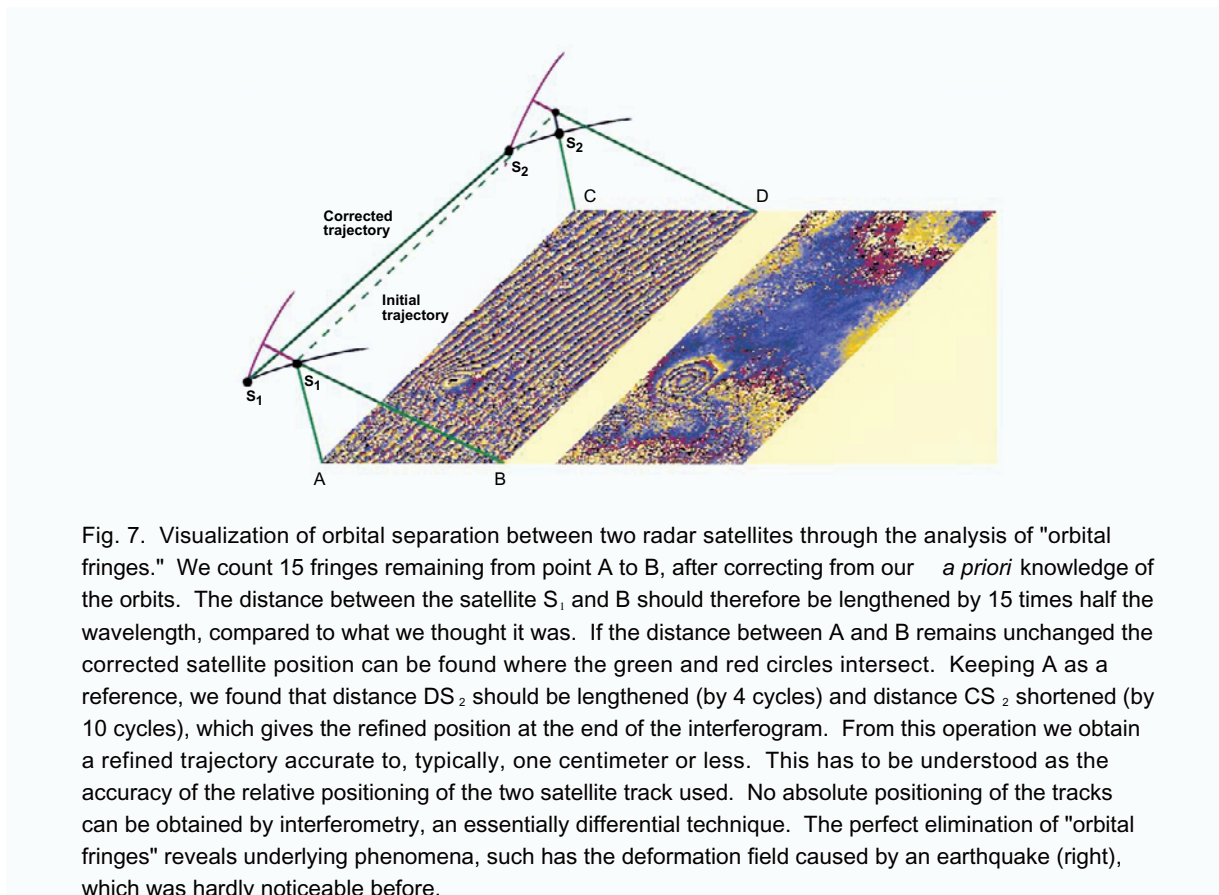 S2
S2
C
D
Corrected
trajectory
Initial
trajectory
S1
S1
A
B
Fig. 7. Visualization of orbital separation between two radar satellites through the analysis of "orbital
fringes." We count 15 fringes remaining from point A to B, after correcting from our a priori knowledge of
the orbits. The distance between the satellite S1 and B should therefore be lengthened by 15 times half the
wavelength, compared to what we thought it was. If the distance between A and B remains unchanged the
corrected satellite position can be found where the green and red circles intersect. Keeping A as a
reference, we found that distance DS2 should be lengthened (by 4 cycles) and distance CS2 shortened (by
10 cycles), which gives the refined position at the end of the interferogram. From this operation we obtain
a refined trajectory accurate to, typically, one centimeter or less. This has to be understood as the
accuracy of the relative positioning of the two satellite track used. No absolute positioning of the tracks
can be obtained by interferometry, an essentially differential technique. The perfect elimination of "orbital
fringes" reveals underlying phenomena, such has the deformation field caused by an earthquake (right),
which was hardly noticeable before.